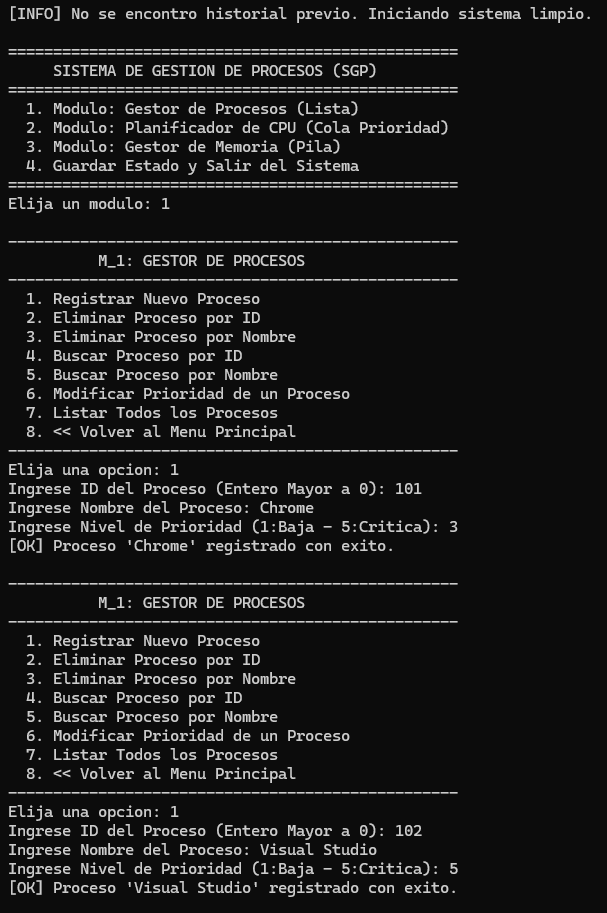 [INFO] No se encontro historial previo. Iniciando sistema limpio.
==================================================
SISTEMA DE GESTION DE PROCESOS (SGP)
==================================================
1. Modulo: Gestor de Procesos (Lista)
2. Modulo: Planificador de CPU (Cola Prioridad)
3. Modulo: Gestor de Memoria (Pila)
4. Guardar Estado y Salir del Sistema
==================================================
Elija un modulo: 1
--------------------------------------------------
M_1: GESTOR DE PROCESOS
--------------------------------------------------
1. Registrar Nuevo Proceso
2. Eliminar Proceso por ID
3. Eliminar Proceso por Nombre
4. Buscar Proceso por ID
5. Buscar Proceso por Nombre
6. Modificar Prioridad de un Proceso
7. Listar Todos los Procesos
8. << Volver al Menu Principal
--------------------------------------------------
Elija una opcion: 1
Ingrese ID del Proceso (Entero Mayor a 0): 101
Ingrese Nombre del Proceso: Chrome
Ingrese Nivel de Prioridad (1:Baja - 5:Critica): 3
[OK] Proceso 'Chrome' registrado con exito.
--------------------------------------------------
M_1: GESTOR DE PROCESOS
--------------------------------------------------
1. Registrar Nuevo Proceso
2. Eliminar Proceso por ID
3. Eliminar Proceso por Nombre
4. Buscar Proceso por ID
5. Buscar Proceso por Nombre
6. Modificar Prioridad de un Proceso
7. Listar Todos los Procesos
8. << Volver al Menu Principal
--------------------------------------------------
Elija una opcion: 1
Ingrese ID del Proceso (Entero Mayor a 0): 102
Ingrese Nombre del Proceso: Visual Studio
Ingrese Nivel de Prioridad (1:Baja - 5:Critica): 5
[OK] Proceso 'Visual Studio' registrado con exito.